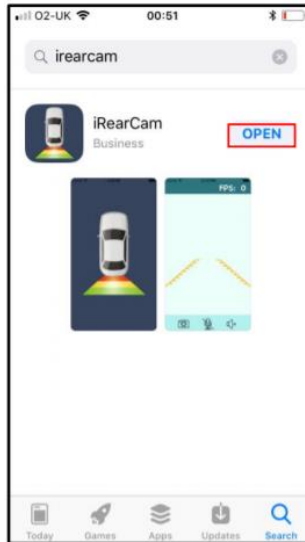 O2-UK 00:51
irearcam
iRearCam
Business
OPEN
FPS: 0
Today Games Apps Updates Search